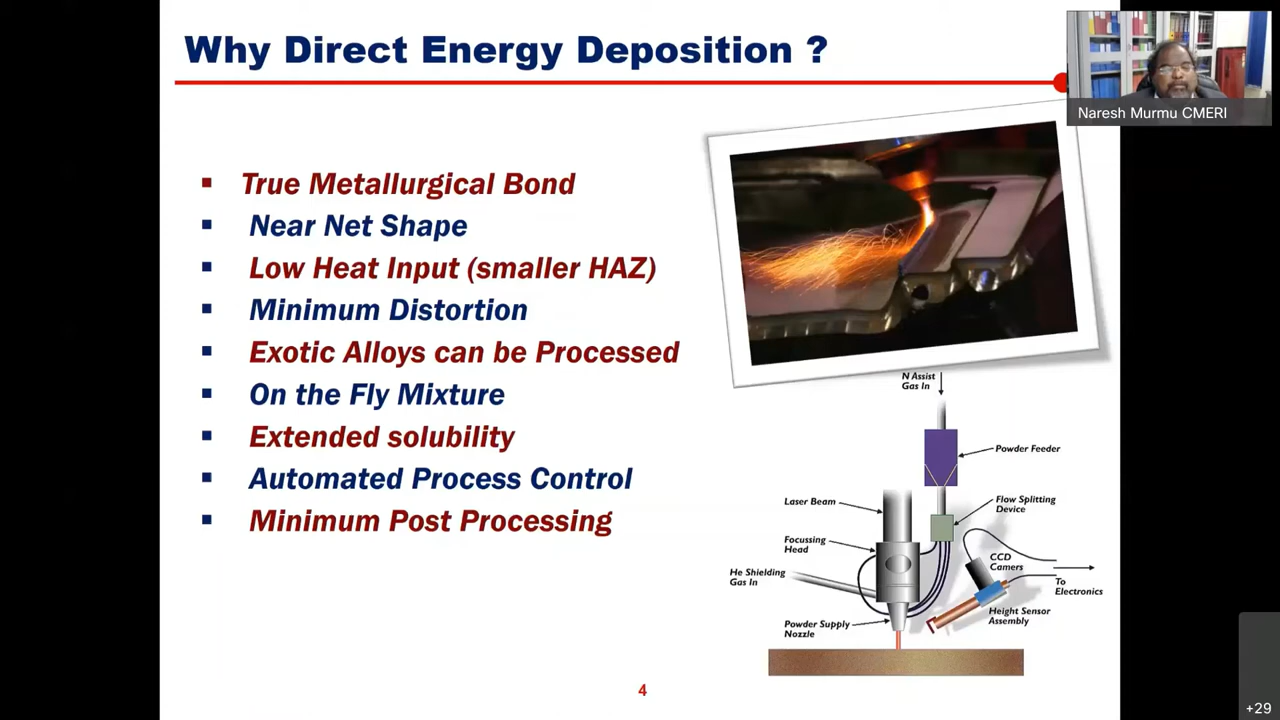 Why Direct Energy Deposition ?
Naresh Murmu CMERI
True Metallurgical Bond
Near Net Shape
Low Heat Input (smaller HAZ)
Minimum Distortion
Exotic Alloys can be Processed
On the Fly Mixture
Extended solubility
Automated Process Control
Minimum Post Processing
N Assist
Gas In
Powder Feeder
Laser Beam
Flow Splitting
Device
Focussing
Head
CCD
Camers
He Shielding
Gas In
To
Electronics
Height Sensor
Assembly
Powder Supply
Nozzle
4
+29